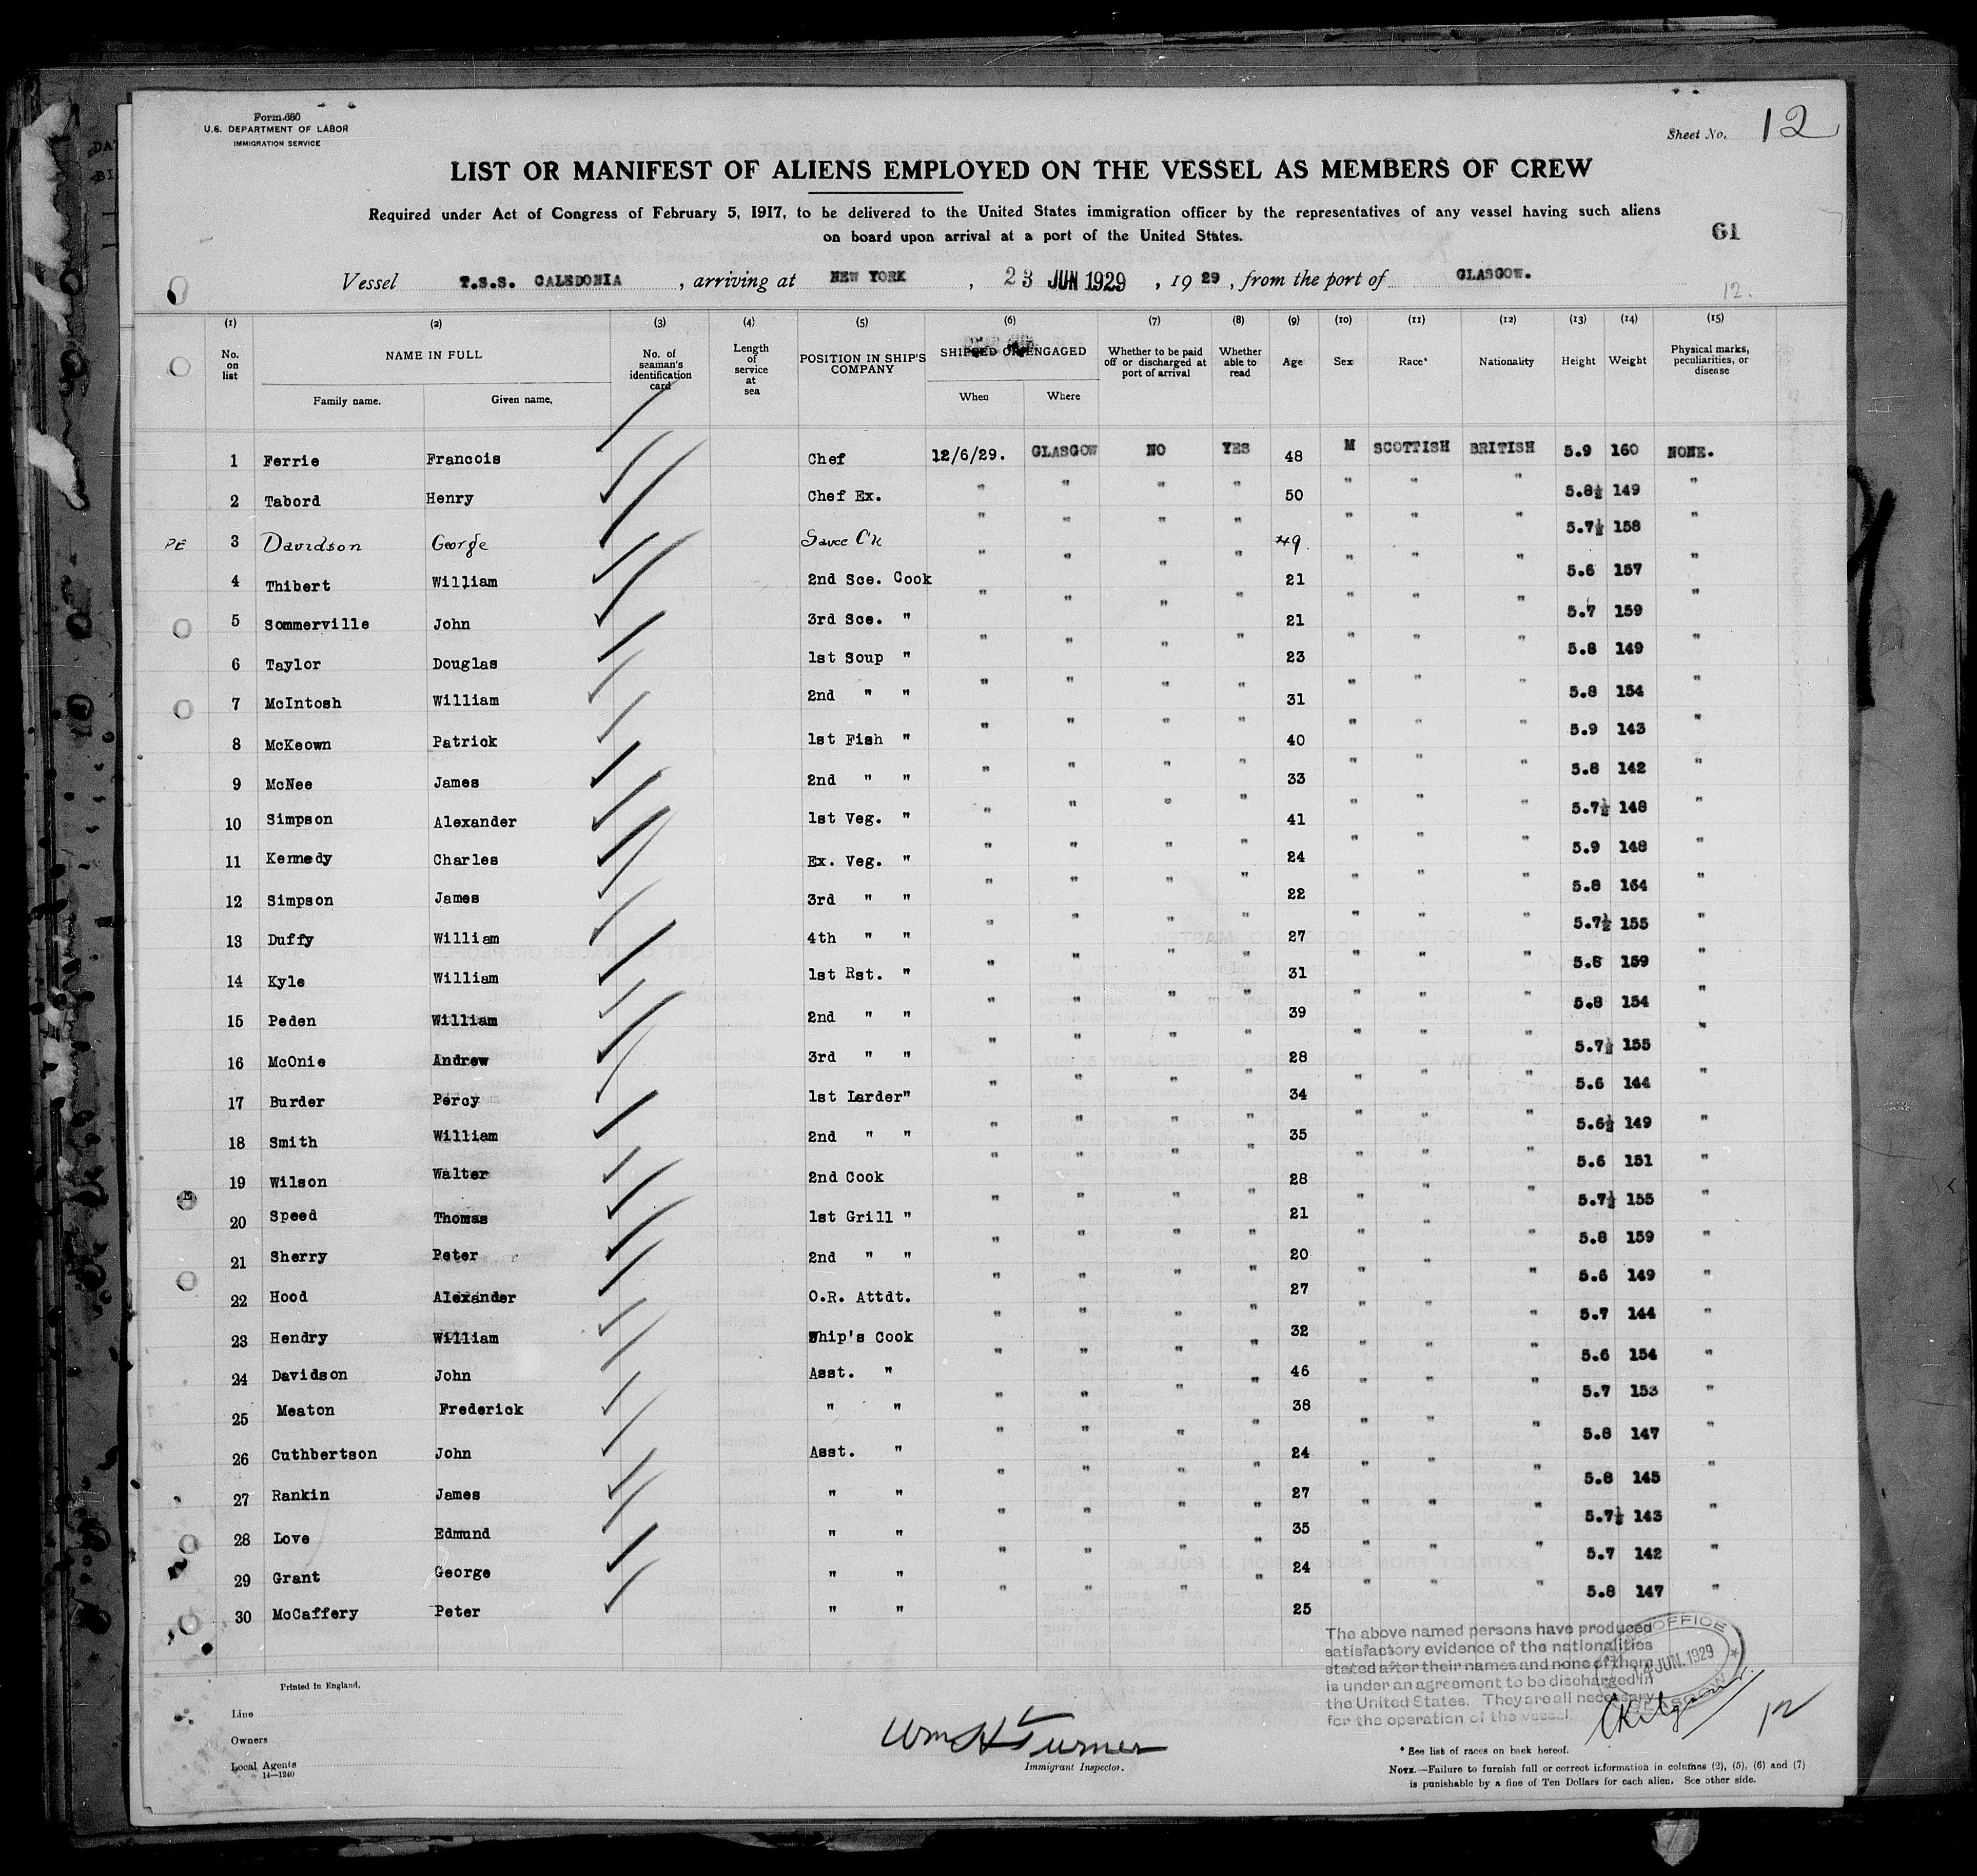 Form 680
U.S. DEPARTMENT OF LABOR
IMMIGRATION SERVICE
Sheet No. 12
LIST OR MANIFEST OF ALIENS EMPLOYED ON THE VESSEL AS MEMBERS OF CREW
Required under Act of Congress of February 5, 1917, to be delivered to the United States immigration officer by the representatives of any vessel having such aliens
on board upon arrival at a port of the United States.
61
Vessel T.S.S. CALEDONIA, arriving at NEW YORK, 23 JUN 1929, 1929, from the port of GLASGOW.
12.
(1) (2) (3) (4) (5) (6) (7) (8) (9) (10) (11) (12) (13) (14) (15)
No. on list NAME IN FULL Family name. Given name. No. of seaman's identification card Length of service at sea POSITION IN SHIP'S COMPANY SHIPPED OR ENGAGED When Where Whether to be paid off or discharged at port of arrival Whether able to read Age Sex Race* Nationality Height Weight Physical marks, peculiarities, or disease
1 Ferrie Francois Chef 12/6/29. GLASGOW NO YES 48 M SCOTTISH BRITISH 5.9 160 NONE.
2 Tabord Henry Chef Ex. " " " " 50 " " " 5.8½ 149 "
PE 3 Davidson George Sauce Ck " " " " 49. " " " 5.7½ 158 "
4 Thibert William 2nd Sce. Cook " " " " 21 " " " 5.6 157 "
5 Sommerville John 3rd Sce. " " " " " 21 " " " 5.7 159 "
6 Taylor Douglas 1st Soup " " " " " 23 " " " 5.8 149 "
7 McIntosh William 2nd " " " " " " 31 " " " 5.8 154 "
8 McKeown Patrick 1st Fish " " " " " 40 " " " 5.9 143 "
9 McNee James 2nd " " " " " " 33 " " " 5.8 142 "
10 Simpson Alexander 1st Veg. " " " " " 41 " " " 5.7½ 148 "
11 Kennedy Charles Ex. Veg. " " " " " 24 " " " 5.9 148 "
12 Simpson James 3rd " " " " " " 22 " " " 5.8 164 "
13 Duffy William 4th " " " " " " 27 " " " 5.7½ 155 "
14 Kyle William 1st Rst. " " " " " 31 " " " 5.8 159 "
15 Peden William 2nd " " " " " " 39 " " " 5.8 154 "
16 McOnie Andrew 3rd " " " " " " 28 " " " 5.7½ 155 "
17 Burder Percy 1st Larder" " " " " 34 " " " 5.6 144 "
18 Smith William 2nd " " " " " " 35 " " " 5.6½ 149 "
19 Wilson Walter 2nd Cook " " " " 28 " " " 5.6 151 "
E 20 Speed Thomas 1st Grill " " " " " 21 " " " 5.7½ 155 "
21 Sherry Peter 2nd " " " " " " 20 " " " 5.8 159 "
22 Hood Alexander O.R. Attdt. " " " " 27 " " " 5.6 149 "
23 Hendry William Ship's Cook " " " " 32 " " " 5.7 144 "
24 Davidson John Asst. " " " " " 46 " " " 5.6 154 "
25 Meaton Frederick " " " " " " 38 " " " 5.7 153 "
26 Cuthbertson John Asst. " " " " " 24 " " " 5.8 147 "
27 Rankin James " " " " " " 27 " " " 5.8 145 "
28 Love Edmund " " " " " " 35 " " " 5.7½ 143 "
29 Grant George " " " " " " 24 " " " 5.7 142 "
30 McCaffery Peter " " " " " " 25 " " " 5.8 147 "
The above named persons have produced
satisfactory evidence of the nationalities
stated after their names and none of them
is under an agreement to be discharged in
the United States. They are all necessary
for the operation of the vessel.
OFFICE
14 JUN. 1929
GLASGOW
12
Printed in England.
Line
Owners
Local Agents
14—1240
Wm H Turner
Immigrant Inspector.
* See list of races on back hereof.
NOTE.—Failure to furnish full or correct information in columns (2), (5), (6) and (7)
is punishable by a fine of Ten Dollars for each alien. See other side.